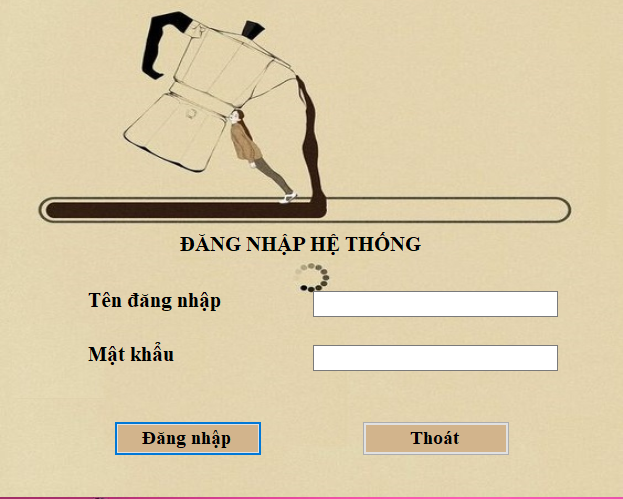 ĐĂNG NHẬP HỆ THỐNG
Tên đăng nhập
Mật khẩu
Đăng nhập Thoát